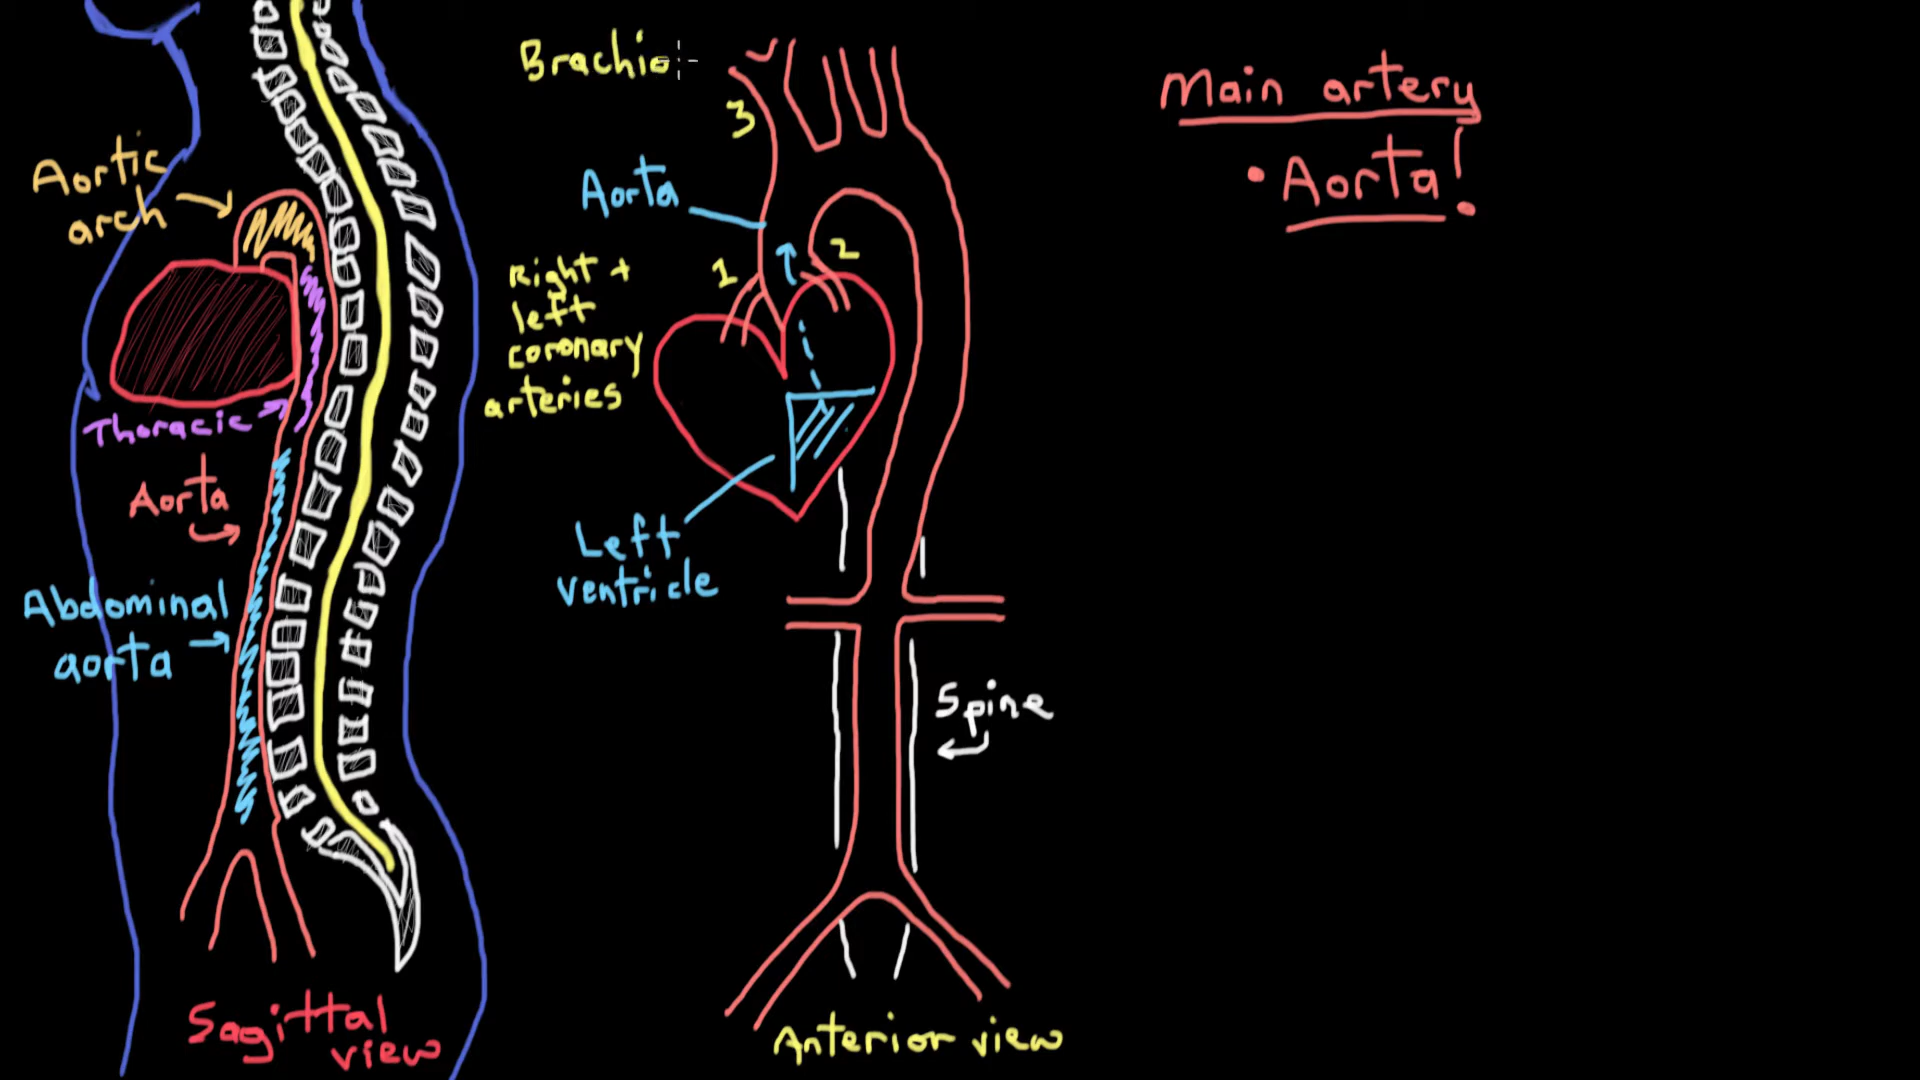 Brachio
3
Main artery
• Aorta!
Aortic
arch
Aorta
1
2
Right +
left
coronary
arteries
Thoracic
Aorta
Left
ventricle
Abdominal
aorta
Spine
Sagittal
view
Anterior view